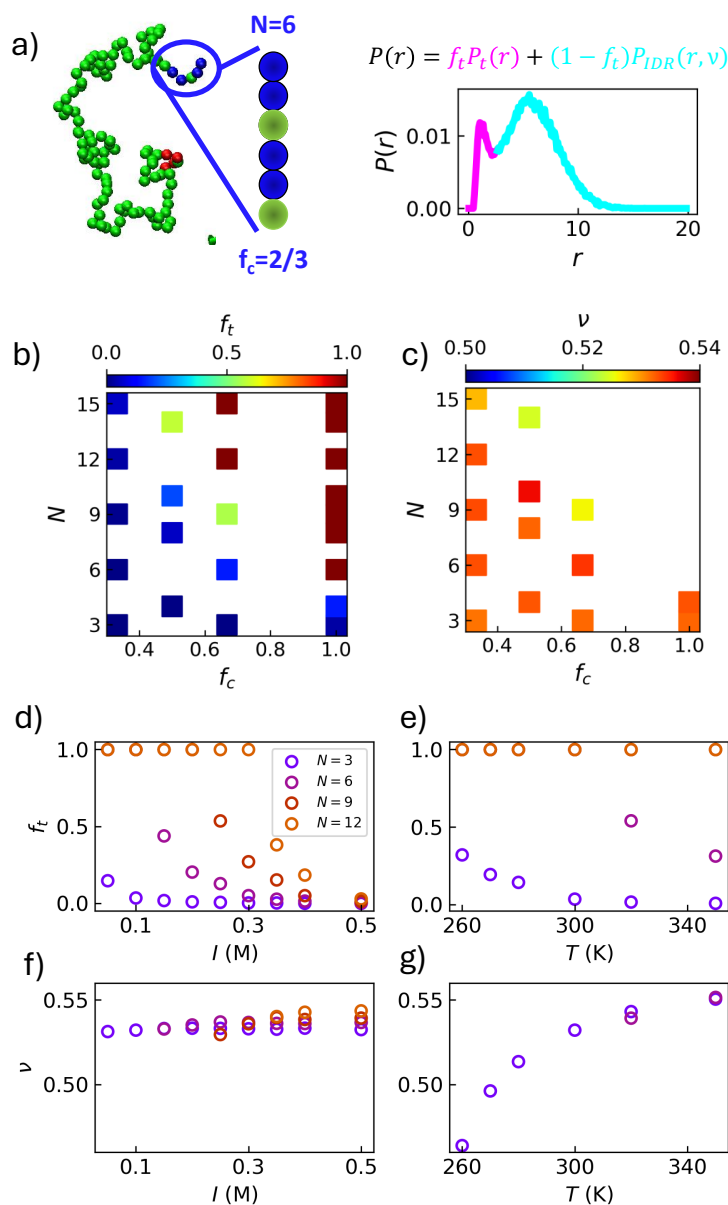 a)
N=6
f_c=2/3
P(r) = f_tP_t(r) + (1 − f_t)P_IDR(r, ν)
P(r)
0.01
0.00
0
10
20
r
b)
f_t
0.0
0.5
1.0
N
15
12
9
6
3
0.4
0.6
0.8
1.0
f_c
c)
ν
0.50
0.52
0.54
N
15
12
9
6
3
0.4
0.6
0.8
1.0
f_c
d)
f_t
1.0
0.5
0.0
N = 3
N = 6
N = 9
N = 12
0.1
0.3
0.5
I (M)
e)
1.0
0.5
0.0
260
300
340
T (K)
f)
ν
0.55
0.50
0.1
0.3
0.5
I (M)
g)
0.55
0.50
260
300
340
T (K)